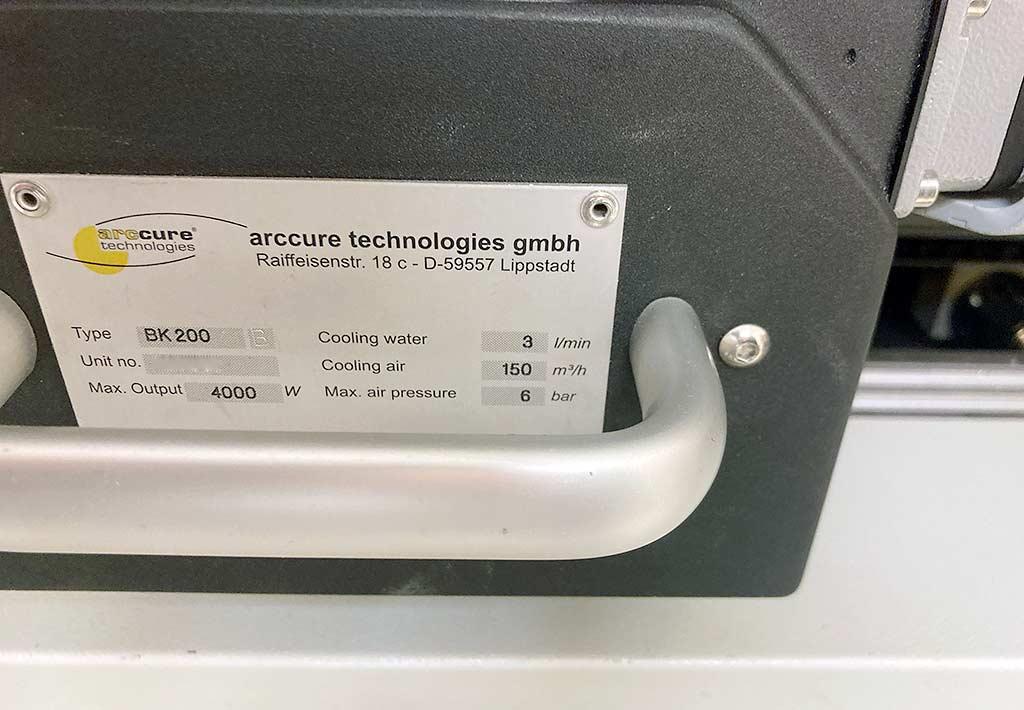 arccure®
technologies
arccure technologies gmbh
Raiffeisenstr. 18 c - D-59557 Lippstadt
Type BK 200 B
Unit no.
Max. Output 4000 W
Cooling water 3 l/min
Cooling air 150 m³/h
Max. air pressure 6 bar